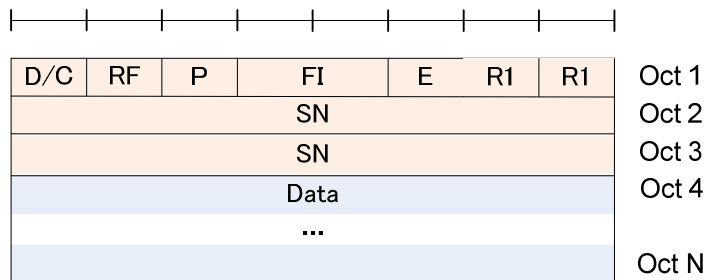 D/C RF P FI E R1 R1 Oct 1
SN Oct 2
SN Oct 3
Data Oct 4
...
Oct N